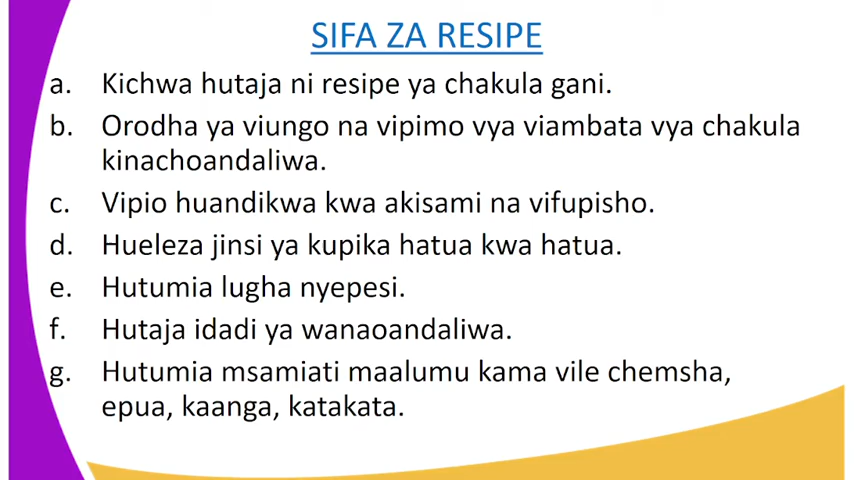 SIFA ZA RESIPE
a. Kichwa hutaja ni resipe ya chakula gani.
b. Orodha ya viungo na vipimo vya viambata vya chakula
kinachoandaliwa.
c. Vipio huandikwa kwa akisami na vifupisho.
d. Hueleza jinsi ya kupika hatua kwa hatua.
e. Hutumia lugha nyepesi.
f. Hutaja idadi ya wanaoandaliwa.
g. Hutumia msamiati maalumu kama vile chemsha,
epua, kaanga, katakata.